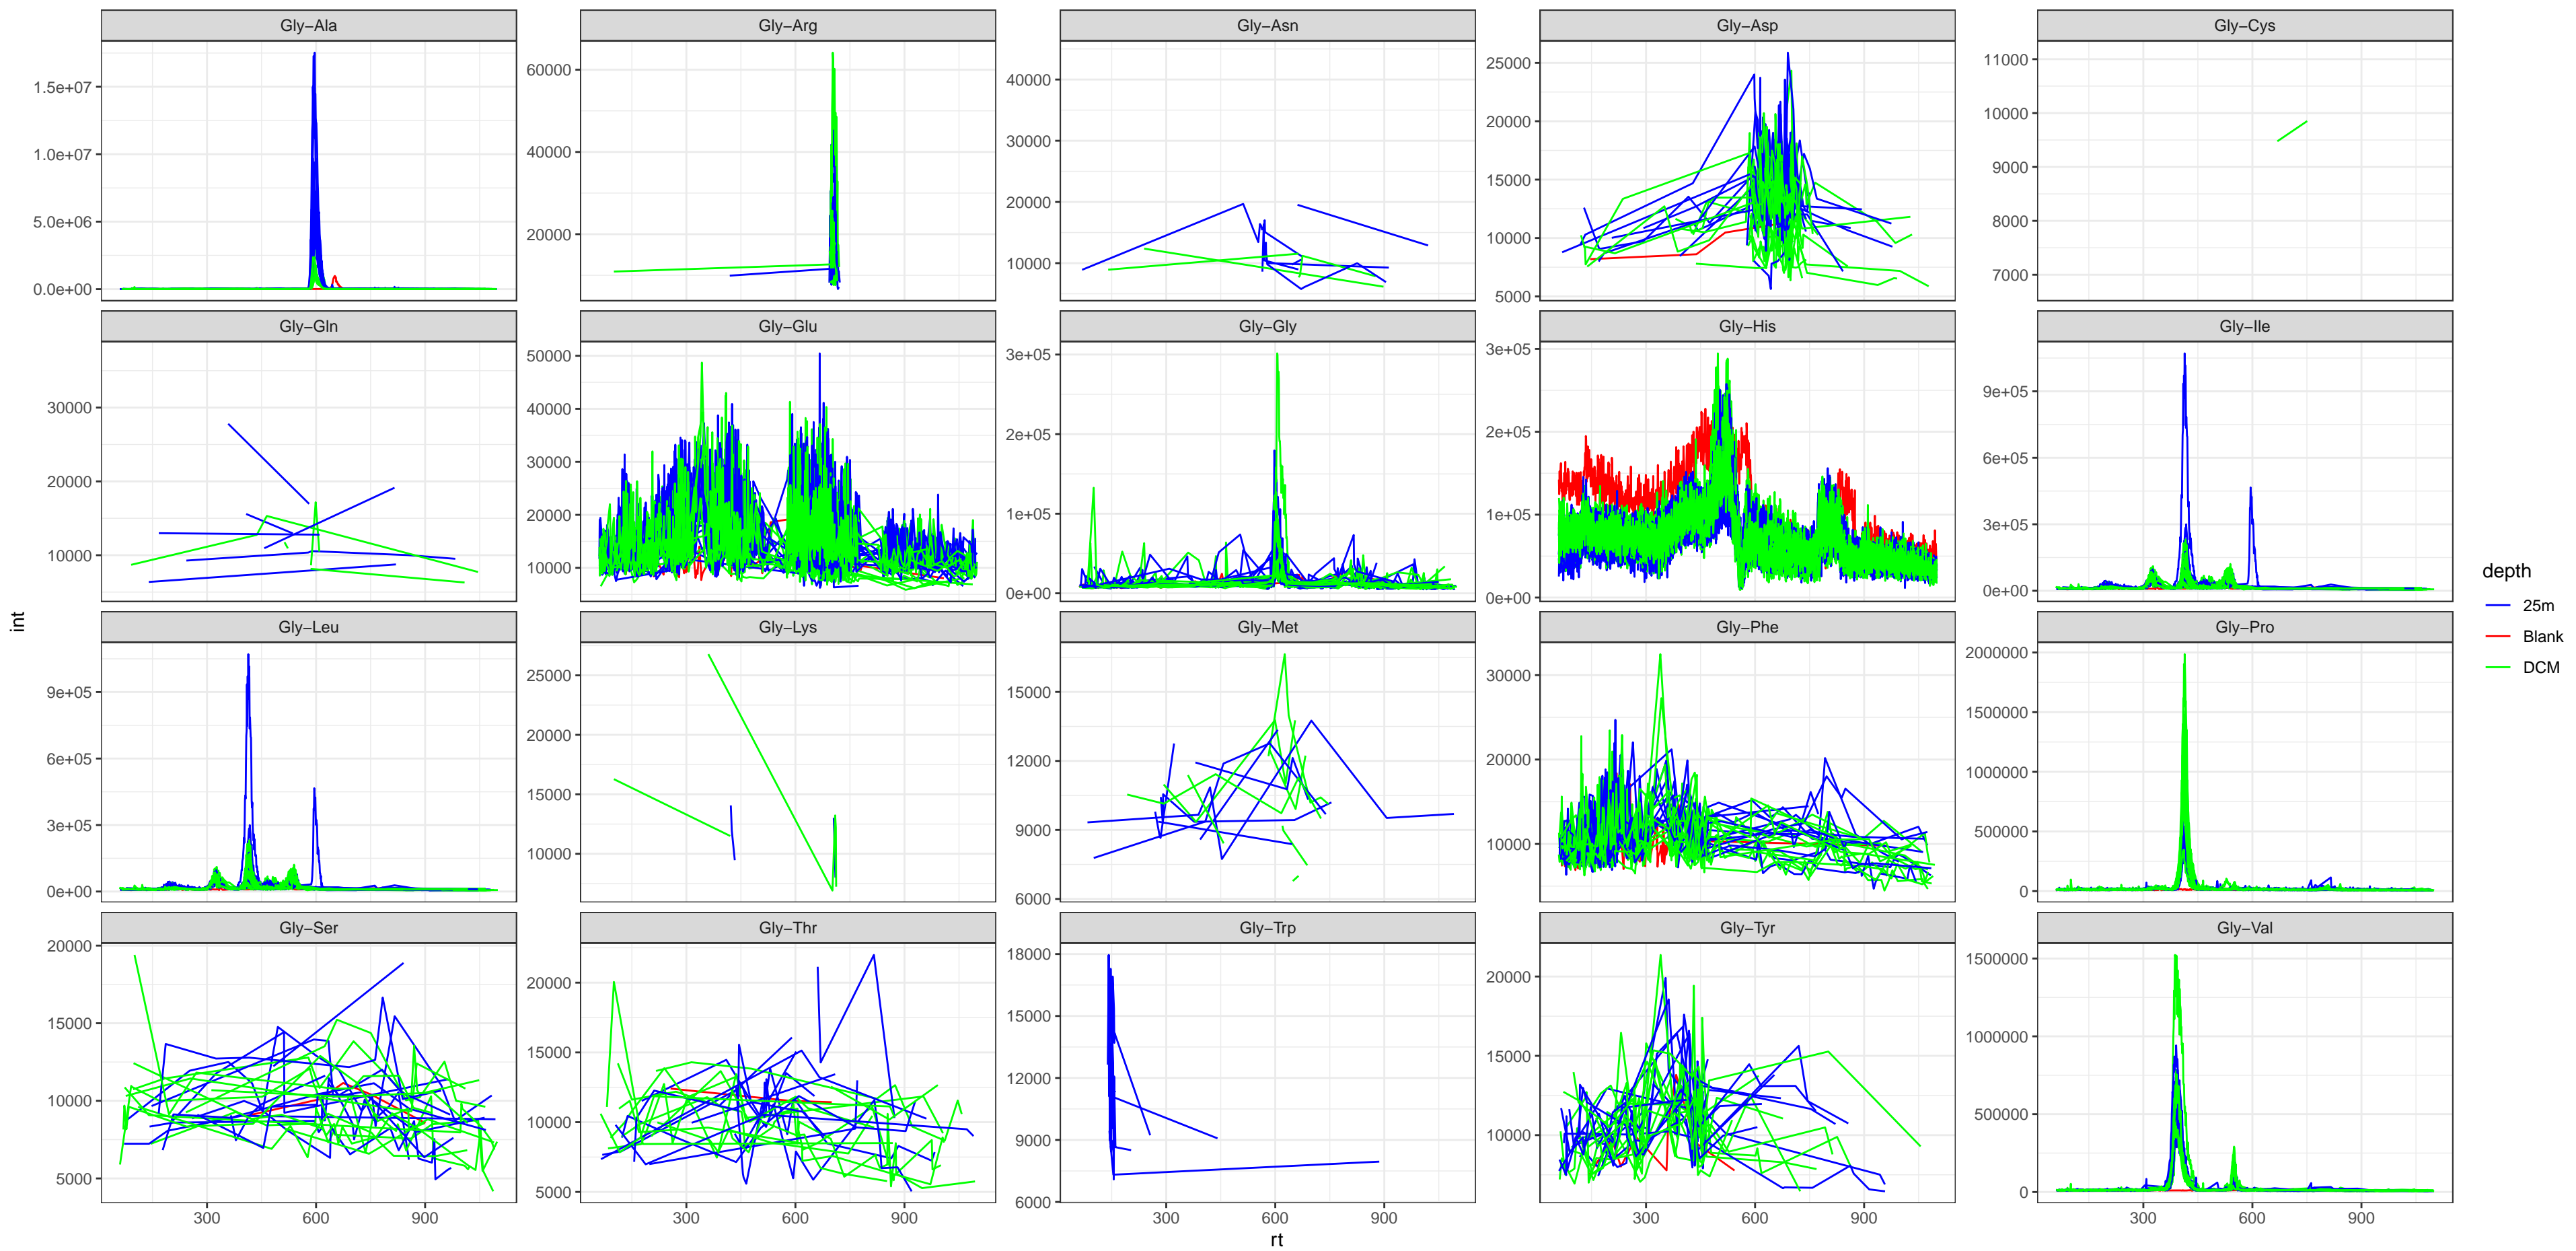 Gly−Ala Gly−Arg Gly−Asn Gly−Asp Gly−Cys
1.5e+07
1.0e+07
5.0e+06
0.0e+00
60000
40000
20000
40000
30000
20000
10000
25000
20000
15000
10000
5000
11000
10000
9000
8000
7000
Gly−Gln Gly−Glu Gly−Gly Gly−His Gly−Ile
30000
20000
10000
50000
40000
30000
20000
10000
3e+05
2e+05
1e+05
0e+00
3e+05
2e+05
1e+05
0e+00
9e+05
6e+05
3e+05
0e+00
Gly−Leu Gly−Lys Gly−Met Gly−Phe Gly−Pro
9e+05
6e+05
3e+05
0e+00
25000
20000
15000
10000
15000
12000
9000
6000
30000
20000
10000
2000000
1500000
1000000
500000
0
Gly−Ser Gly−Thr Gly−Trp Gly−Tyr Gly−Val
20000
15000
10000
5000
20000
15000
10000
5000
18000
15000
12000
9000
6000
20000
15000
10000
1500000
1000000
500000
0
300 600 900 300 600 900 300 600 900 300 600 900 300 600 900
rt
int
depth
25m
Blank
DCM